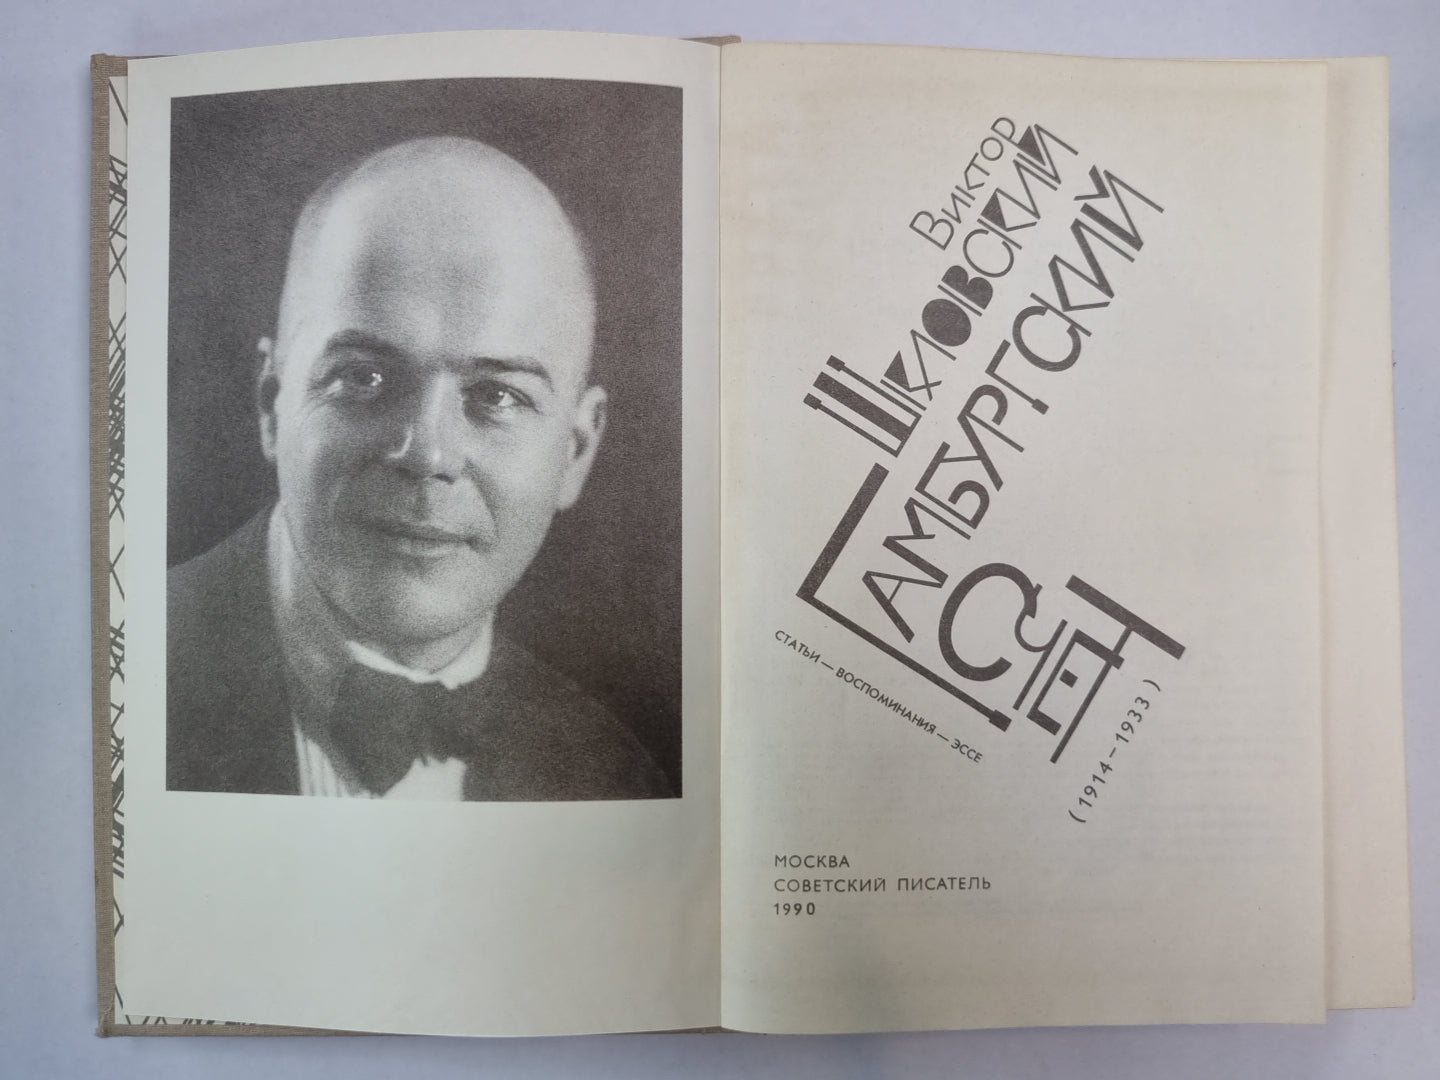 Виктор
Шкловский
Гамбургский
счет
статьи — воспоминания — эссе
(1914—1933)
МОСКВА
СОВЕТСКИЙ ПИСАТЕЛЬ
1990